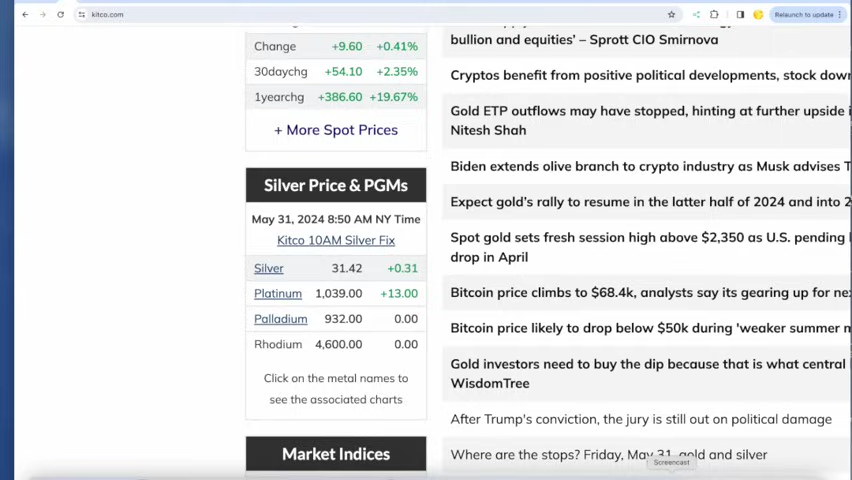 kitco.com
Relaunch to update
Change +9.60 +0.41%
30daychg +54.10 +2.35%
1yearchg +386.60 +19.67%
+ More Spot Prices
Silver Price & PGMs
May 31, 2024 8:50 AM NY Time
Kitco 10AM Silver Fix
Silver 31.42 +0.31
Platinum 1,039.00 +13.00
Palladium 932.00 0.00
Rhodium 4,600.00 0.00
Click on the metal names to
see the associated charts
Market Indices
bullion and equities' – Sprott CIO Smirnova
Cryptos benefit from positive political developments, stock dow
Gold ETP outflows may have stopped, hinting at further upside
Nitesh Shah
Biden extends olive branch to crypto industry as Musk advises T
Expect gold's rally to resume in the latter half of 2024 and into 2
Spot gold sets fresh session high above $2,350 as U.S. pending
drop in April
Bitcoin price climbs to $68.4k, analysts say its gearing up for ne
Bitcoin price likely to drop below $50k during 'weaker summer
Gold investors need to buy the dip because that is what central
WisdomTree
After Trump's conviction, the jury is still out on political damage
Where are the stops? Friday, May 31, gold and silver
Screencast